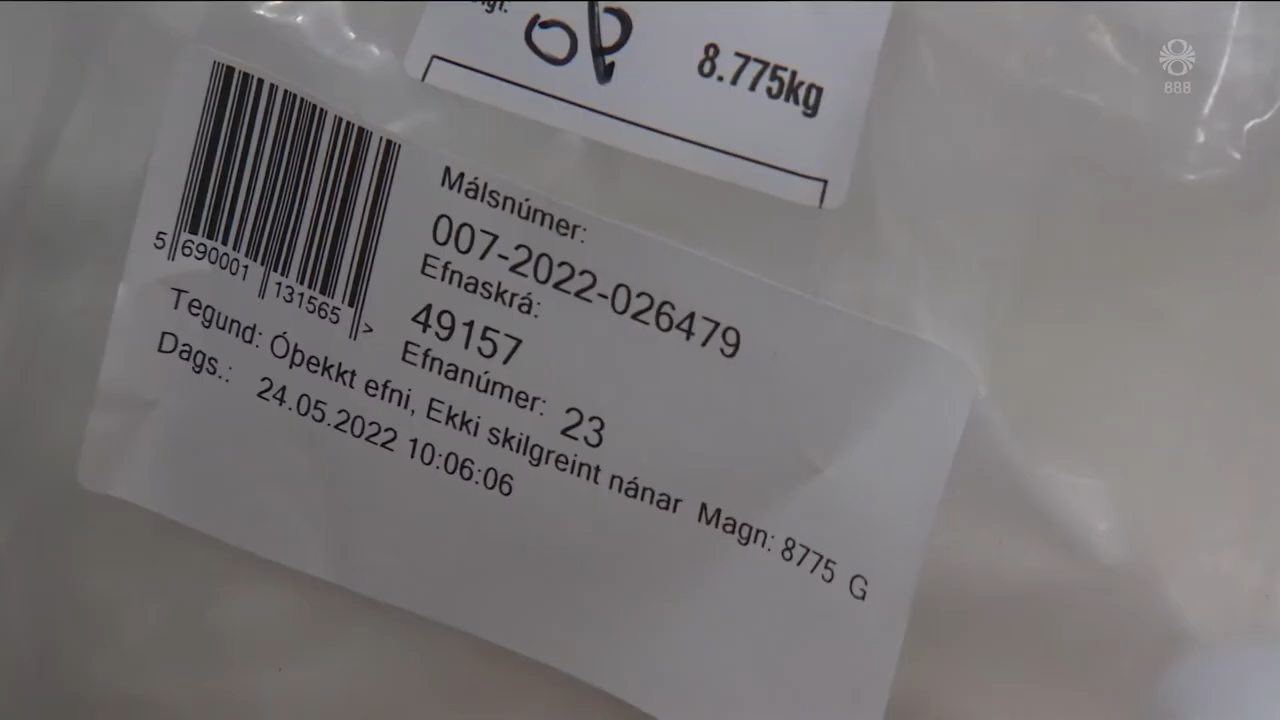 8.775kg
888
Málsnúmer:
007-2022-026479
Efnaskrá:
49157
Efnanúmer: 23
5 690001 131565 >
Tegund: Óþekkt efni, Ekki skilgreint nánar Magn: 8775 G
Dags.: 24.05.2022 10:06:06